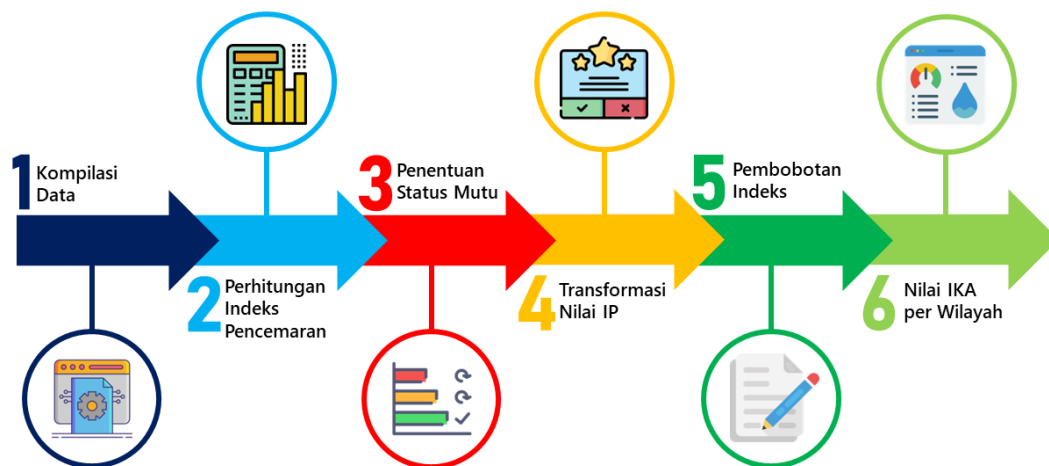 1
Kompilasi
Data
2
Perhitungan
Indeks
Pencemaran
3
Penentuan
Status Mutu
4
Transformasi
Nilai IP
5
Pembobotan
Indeks
6
Nilai IKA
per Wilayah